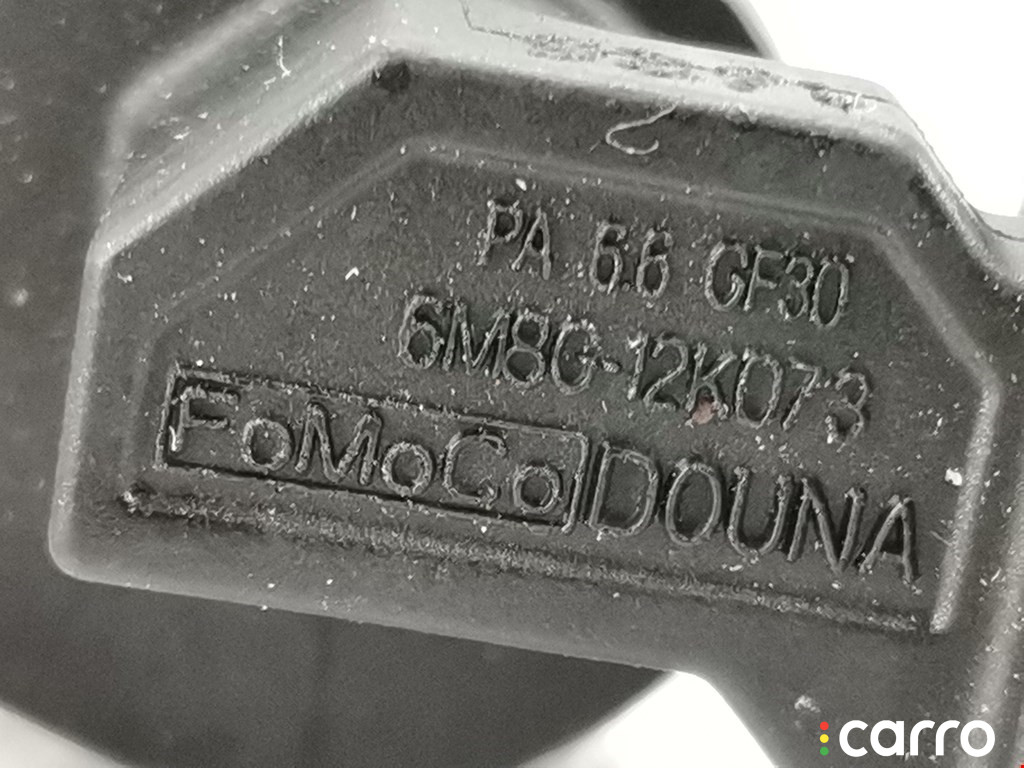 PA 6.6 GF30
6M8G-12K073
FoMoCo DOUNA
carro